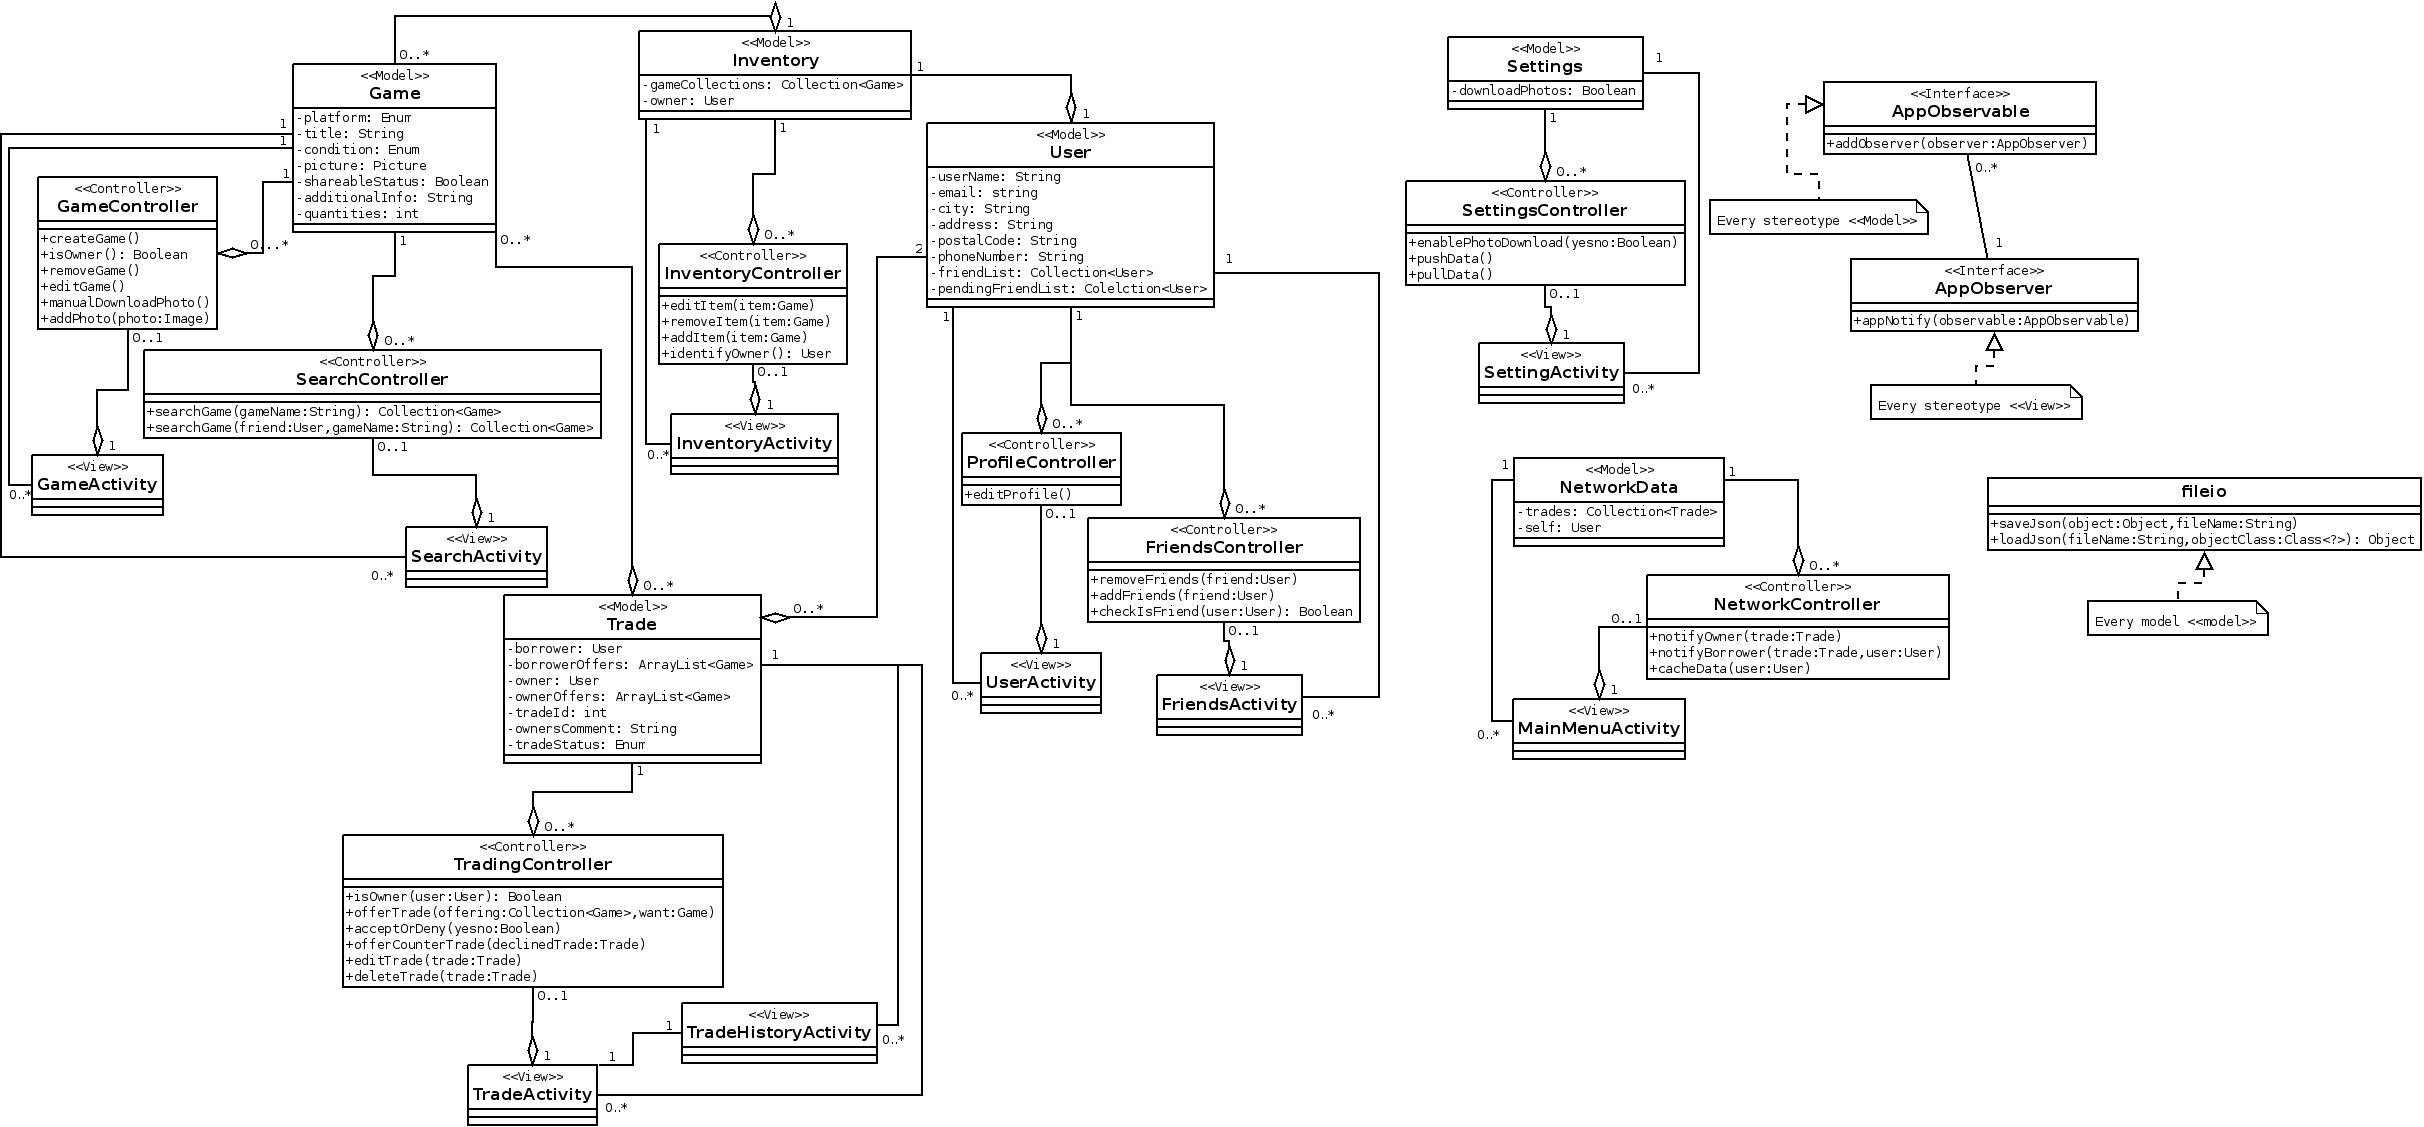 1
0..*
<<Model>>
Game
-platform: Enum
-title: String
-condition: Enum
-picture: Picture
-shareableStatus: Boolean
-additionalInfo: String
-quantities: int
1
1
1
1
0..*
<<Controller>>
GameController
+createGame()
+isOwner(): Boolean
+removeGame()
+editGame()
+manualDownloadPhoto()
+addPhoto(photo:Image)
0...*
0..1
0..*
<<Controller>>
SearchController
+searchGame(gameName:String): Collection<Game>
+searchGame(friend:User,gameName:String): Collection<Game>
0..1
1
<<View>>
GameActivity
0..*
1
<<View>>
SearchActivity
0..*
<<Model>>
Inventory
-gameCollections: Collection<Game>
-owner: User
1
1
1
1
0..*
<<Controller>>
InventoryController
+editItem(item:Game)
+removeItem(item:Game)
+addItem(item:Game)
+identifyOwner(): User
0..1
1
<<View>>
InventoryActivity
0..*
<<Model>>
User
-userName: String
-email: string
-city: String
-address: String
-postalCode: String
-phoneNumber: String
-friendList: Collection<User>
-pendingFriendList: Colelction<User>
2
1
1
1
0..*
<<Controller>>
ProfileController
+editProfile()
0..1
0..*
<<Controller>>
FriendsController
+removeFriends(friend:User)
+addFriends(friend:User)
+checkIsFriend(user:User): Boolean
0..1
1
<<View>>
UserActivity
0..*
1
<<View>>
FriendsActivity
0..*
0..*
0..*
<<Model>>
Trade
-borrower: User
-borrowerOffers: ArrayList<Game>
-owner: User
-ownerOffers: ArrayList<Game>
-tradeId: int
-ownersComment: String
-tradeStatus: Enum
1
1
0..*
<<Controller>>
TradingController
+isOwner(user:User): Boolean
+offerTrade(offering:Collection<Game>,want:Game)
+acceptOrDeny(yesno:Boolean)
+offerCounterTrade(declinedTrade:Trade)
+editTrade(trade:Trade)
+deleteTrade(trade:Trade)
0..1
1
<<View>>
TradeHistoryActivity
0..*
1
1
<<View>>
TradeActivity
0..*
<<Model>>
Settings
-downloadPhotos: Boolean
1
1
0..*
<<Controller>>
SettingsController
+enablePhotoDownload(yesno:Boolean)
+pushData()
+pullData()
0..1
1
<<View>>
SettingActivity
0..*
<<Interface>>
AppObservable
+addObserver(observer:AppObserver)
0..*
Every stereotype <<Model>>
1
<<Interface>>
AppObserver
+appNotify(observable:AppObservable)
Every stereotype <<View>>
1
<<Model>>
NetworkData
-trades: Collection<Trade>
-self: User
1
0..*
<<Controller>>
NetworkController
+notifyOwner(trade:Trade)
+notifyBorrower(trade:Trade,user:User)
+cacheData(user:User)
0..1
1
<<View>>
MainMenuActivity
0..*
fileio
+saveJson(object:Object,fileName:String)
+loadJson(fileName:String,objectClass:Class<?>): Object
Every model <<model>>